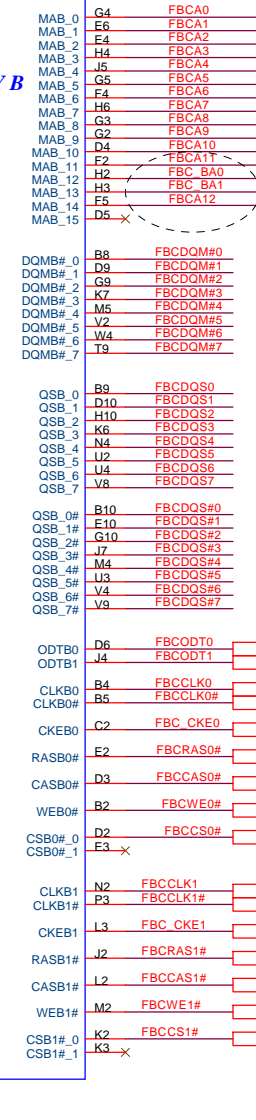 MAB_0 G4 FBCA0
MAB_1 E6 FBCA1
MAB_2 E4 FBCA2
MAB_3 H4 FBCA3
MAB_4 J5 FBCA4
MAB_5 G5 FBCA5
Y B
MAB_6 F4 FBCA6
MAB_7 H6 FBCA7
MAB_8 G3 FBCA8
MAB_9 G2 FBCA9
MAB_10 D4 FBCA10
MAB_11 F2 FBCA11
MAB_12 H2 FBC_BA0
MAB_13 H3 FBC_BA1
MAB_14 F5 FBCA12
MAB_15 D5
DQMB#_0 B8 FBCDQM#0
DQMB#_1 D9 FBCDQM#1
DQMB#_2 G9 FBCDQM#2
DQMB#_3 K7 FBCDQM#3
DQMB#_4 M5 FBCDQM#4
DQMB#_5 V2 FBCDQM#5
DQMB#_6 W4 FBCDQM#6
DQMB#_7 T9 FBCDQM#7
QSB_0 B9 FBCDQS0
QSB_1 D10 FBCDQS1
QSB_2 H10 FBCDQS2
QSB_3 K6 FBCDQS3
QSB_4 N4 FBCDQS4
QSB_5 U2 FBCDQS5
QSB_6 U4 FBCDQS6
QSB_7 V8 FBCDQS7
QSB_0# B10 FBCDQS#0
QSB_1# E10 FBCDQS#1
QSB_2# G10 FBCDQS#2
QSB_3# J7 FBCDQS#3
QSB_4# M4 FBCDQS#4
QSB_5# U3 FBCDQS#5
QSB_6# V4 FBCDQS#6
QSB_7# V9 FBCDQS#7
ODTB0 D6 FBCODT0
ODTB1 J4 FBCODT1
CLKB0 B4 FBCCLK0
CLKB0# B5 FBCCLK0#
CKEB0 C2 FBC_CKE0
RASB0# E2 FBCRAS0#
CASB0# D3 FBCCAS0#
WEB0# B2 FBCWE0#
CSB0#_0 D2 FBCCS0#
CSB0#_1 E3
CLKB1 N2 FBCCLK1
CLKB1# P3 FBCCLK1#
CKEB1 L3 FBC_CKE1
RASB1# J2 FBCRAS1#
CASB1# L2 FBCCAS1#
WEB1# M2 FBCWE1#
CSB1#_0 K2 FBCCS1#
CSB1#_1 K3